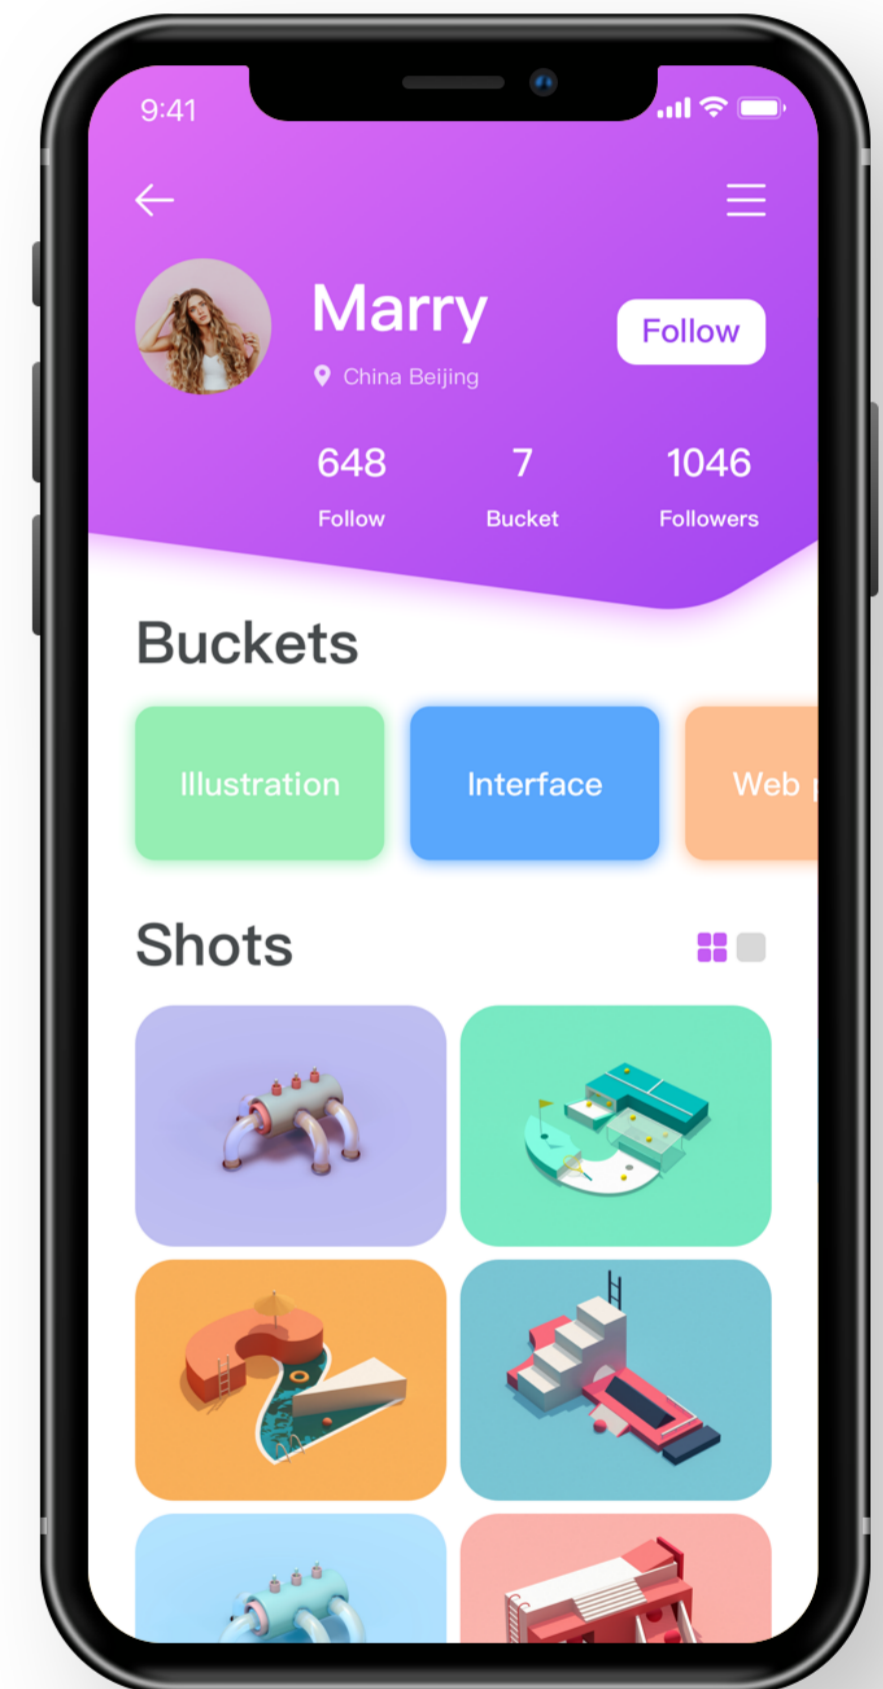 9:41
Marry
Follow
China Beijing
648 7 1046
Follow Bucket Followers
Buckets
Illustration Interface Web
Shots